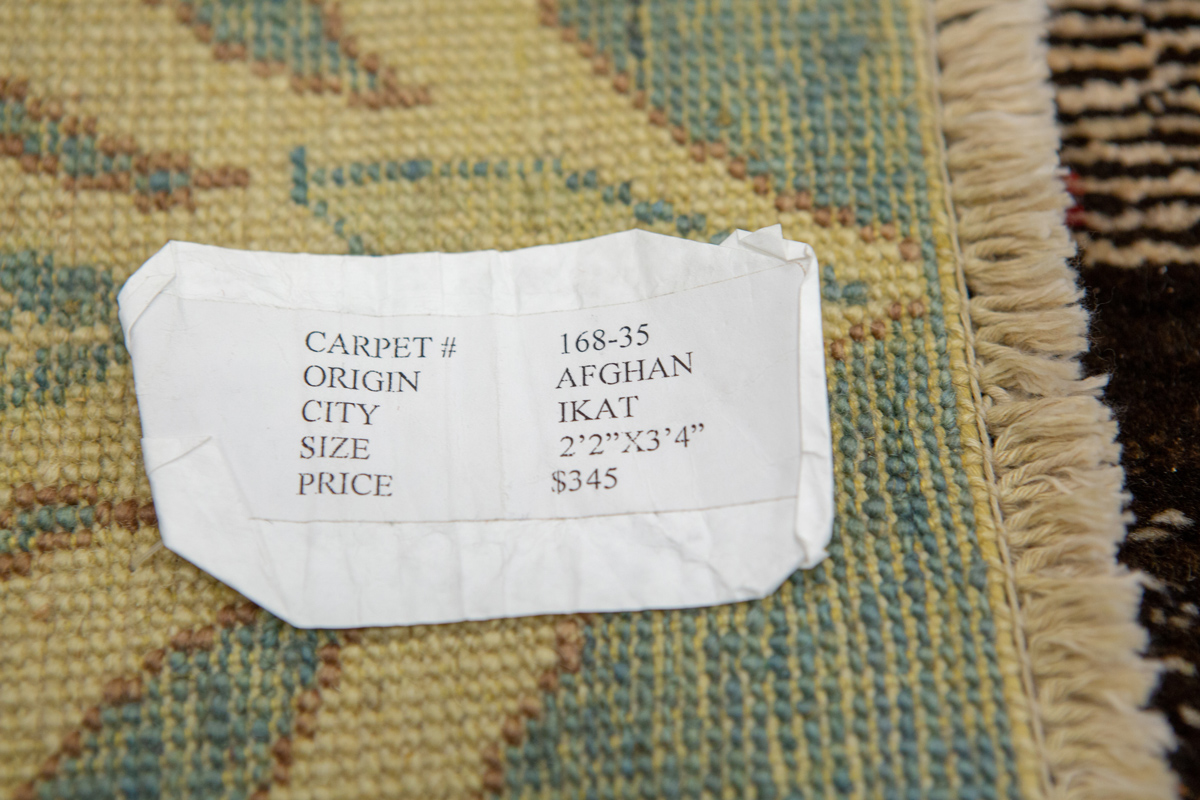 CARPET # 168-35
ORIGIN AFGHAN
CITY IKAT
SIZE 2’2”X3’4”
PRICE $345